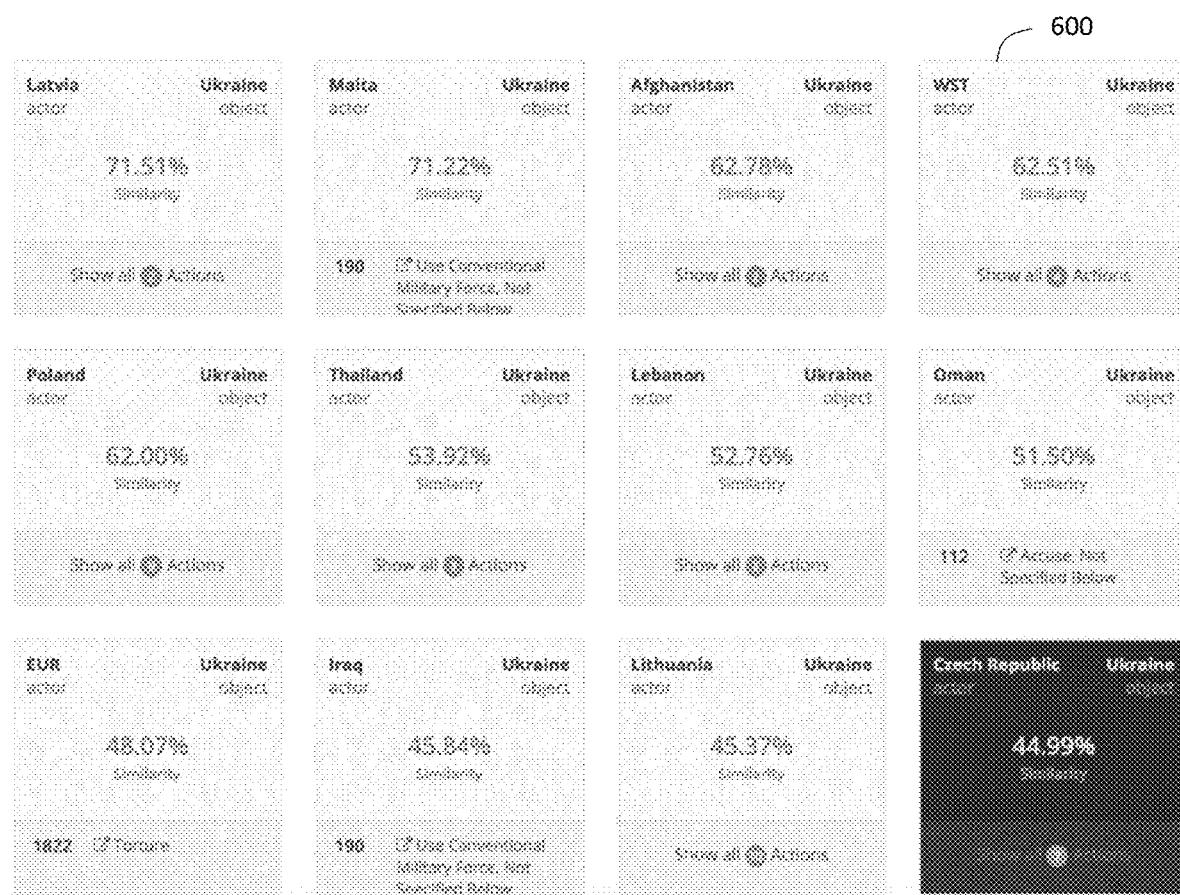 600
Latvia Ukraine
actor object
71.51%
Similarity
Show all Actions
Malta Ukraine
actor object
71.22%
Similarity
190 Use Conventional
Military Force, Not
Specified Below
Afghanistan Ukraine
actor object
62.78%
Similarity
Show all Actions
WST Ukraine
actor object
62.51%
Similarity
Show all Actions
Poland Ukraine
actor object
62.00%
Similarity
Show all Actions
Thailand Ukraine
actor object
53.92%
Similarity
Show all Actions
Lebanon Ukraine
actor object
52.76%
Similarity
Show all Actions
Oman Ukraine
actor object
51.50%
Similarity
112 Accuse, Not
Specified Below
EUR Ukraine
actor object
48.07%
Similarity
1822 Torture
Iraq Ukraine
actor object
45.84%
Similarity
190 Use Conventional
Military Force, Not
Specified Below
Lithuania Ukraine
actor object
45.37%
Similarity
Show all Actions
Czech Republic Ukraine
actor object
44.99%
Similarity
Show all Actions